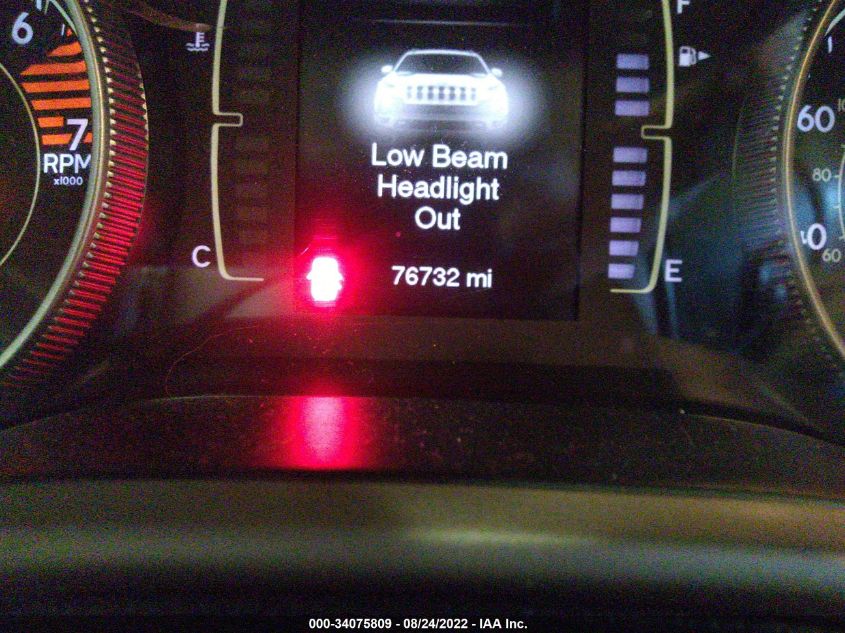 6
7
RPM
x1000
C
F
E
Low Beam
Headlight
Out
76732 mi
60
80
60
000-34075809 - 08/24/2022 - IAA Inc.